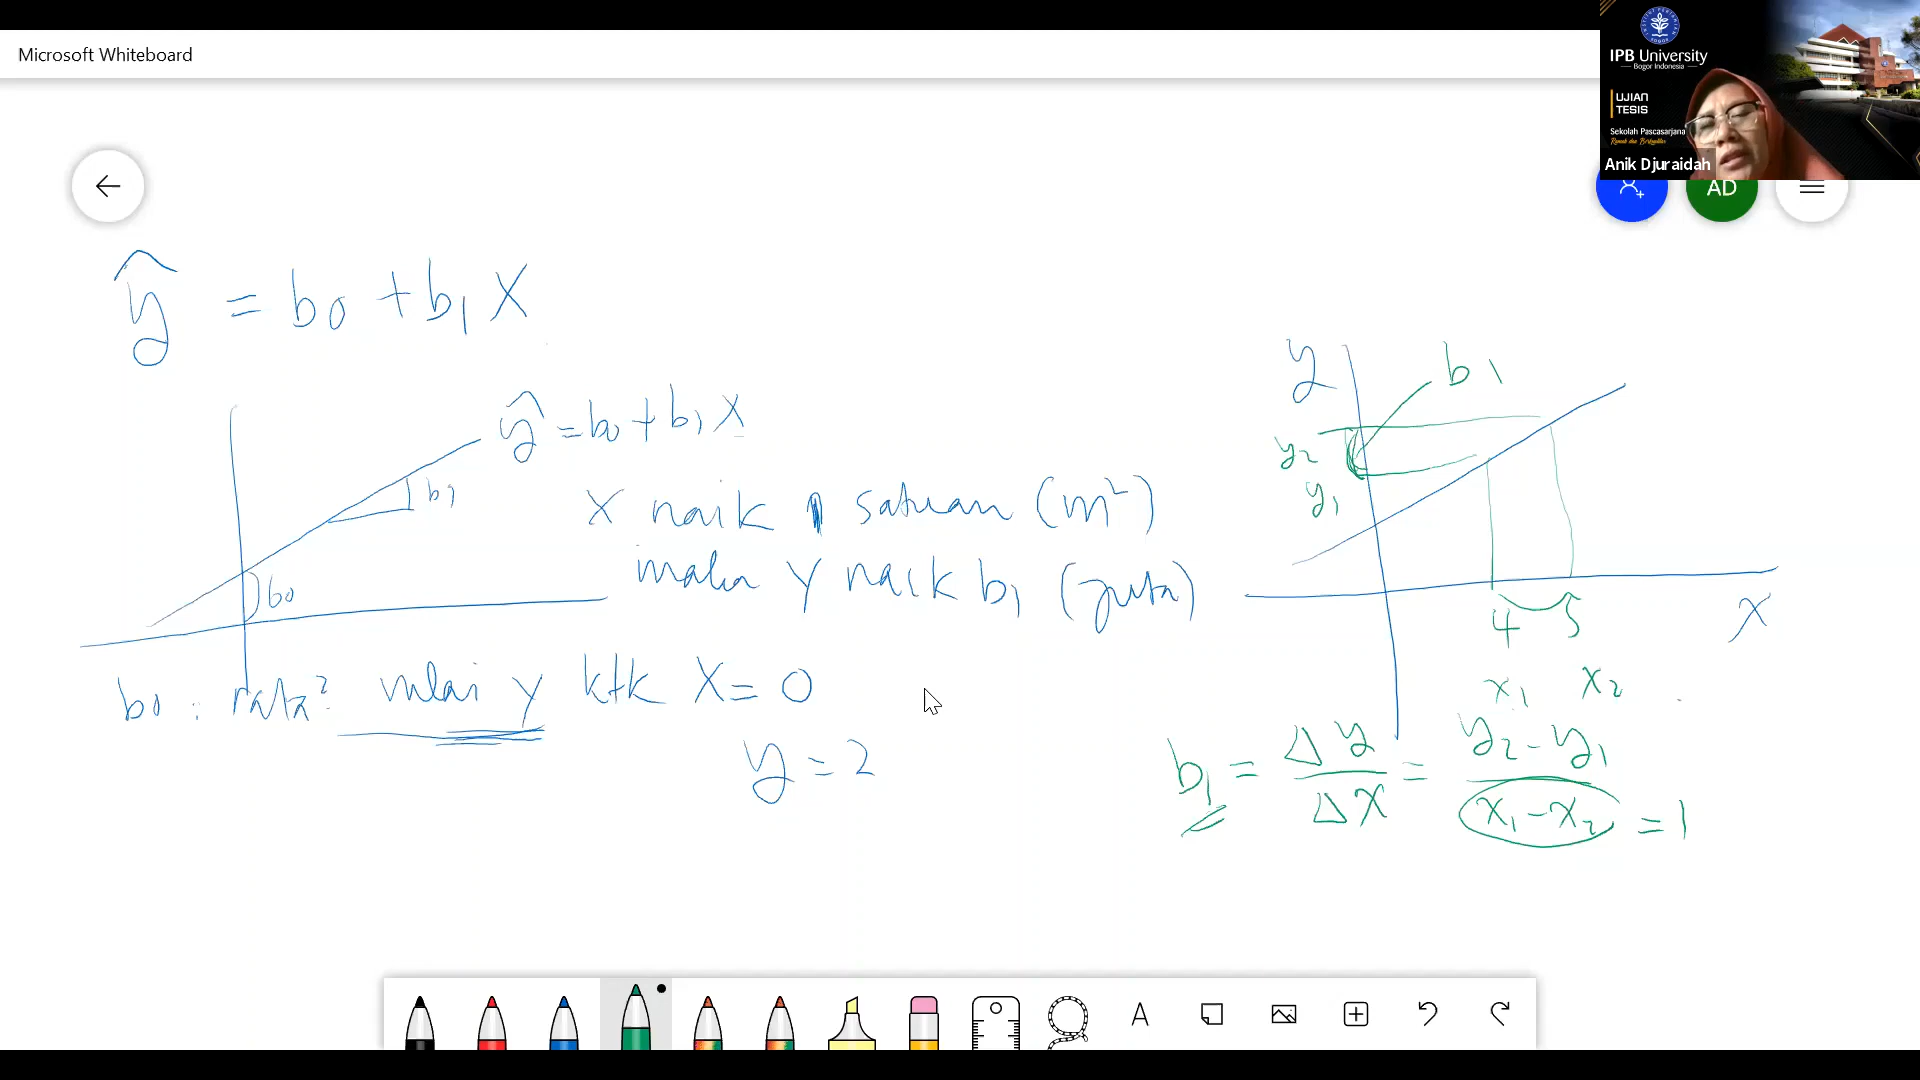 Microsoft Whiteboard
IPB University
Bogor Indonesia
UJIAN
TESIS
Sekolah Pascasarjana
Anik Djuraidah
AD
ŷ = b0 + b1 X
ŷ = b0 + b1 X
b1
b0
X naik 1 satuan (m²)
maka y naik b1 (juta)
b0 : rata² nilai y ktk X = 0
y = 2
y
b1
y2
y1
4 5
X
x1 x2
b1 = Δy/ΔX = y2 - y1 / x1 - x2 = 1
A